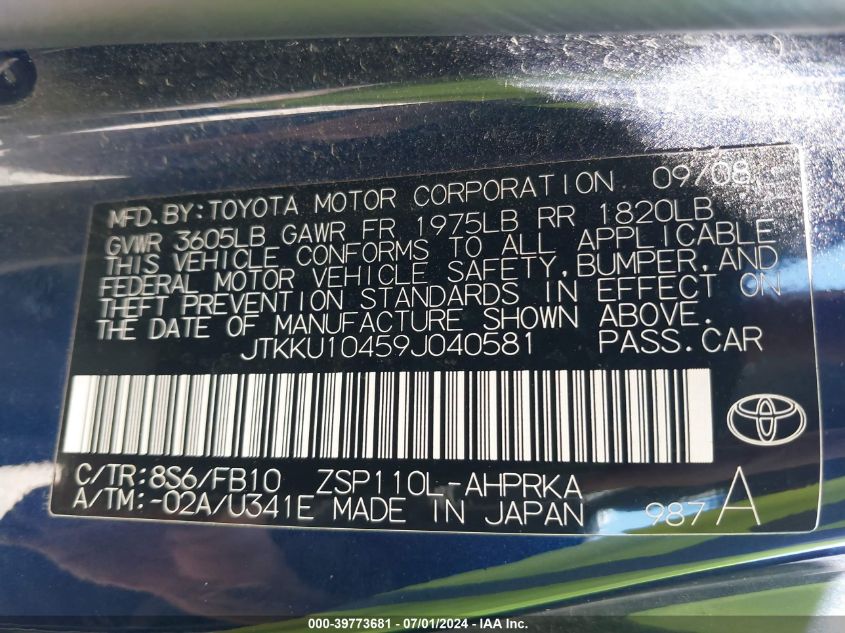 MFD. BY: TOYOTA MOTOR CORPORATION 09/08
GVWR 3605LB GAWR FR 1975LB RR 1820LB
THIS VEHICLE CONFORMS TO ALL APPLICABLE
FEDERAL MOTOR VEHICLE SAFETY, BUMPER, AND
THEFT PREVENTION STANDARDS IN EFFECT ON
THE DATE OF MANUFACTURE SHOWN ABOVE.
JTKKU10459J040581 PASS. CAR
C/TR: 8S6/FB10 ZSP110L-AHPRKA
A/TM: -02A/U341E MADE IN JAPAN 987 A
000-39773681 - 07/01/2024 - IAA Inc.